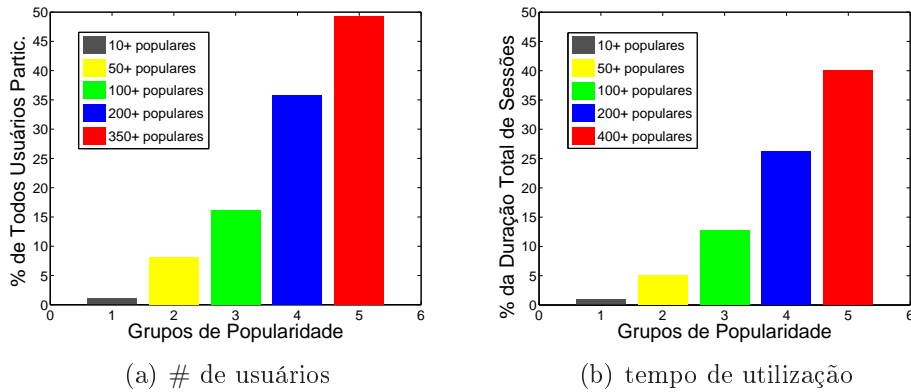 50
45
40
35
30
25
20
15
10
5
0
% de Todos Usuários Partic.
10+ populares
50+ populares
100+ populares
200+ populares
350+ populares
0 1 2 3 4 5 6
Grupos de Popularidade
(a) # de usuários
50
45
40
35
30
25
20
15
10
5
0
% da Duração Total de Sessões
10+ populares
50+ populares
100+ populares
200+ populares
400+ populares
0 1 2 3 4 5 6
Grupos de Popularidade
(b) tempo de utilização